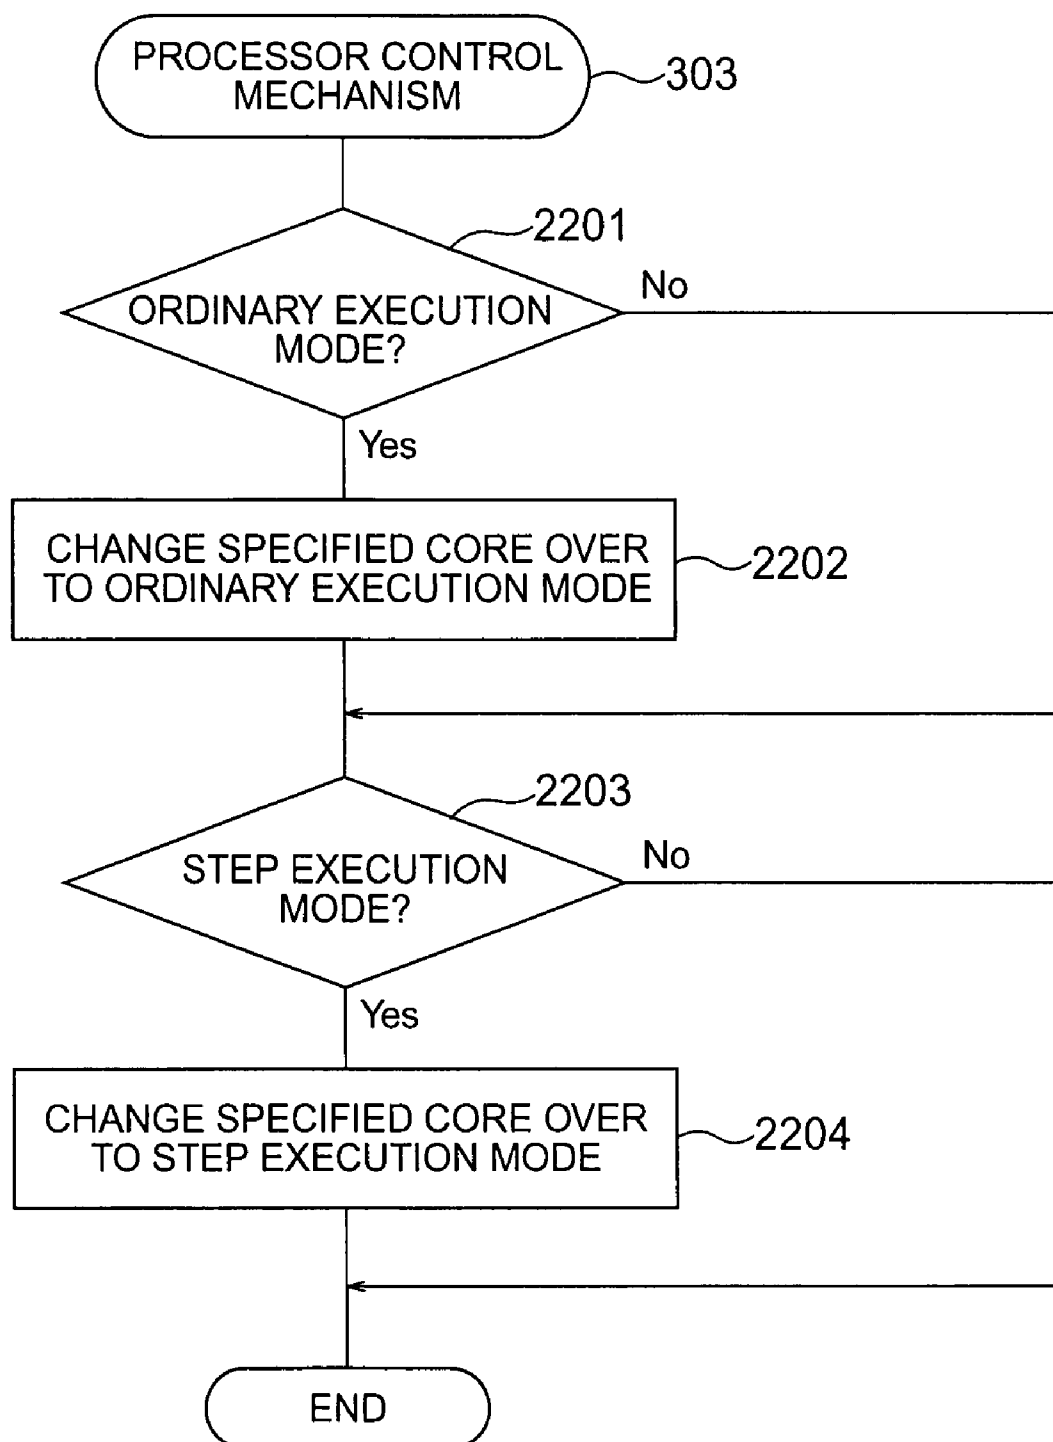 PROCESSOR CONTROL
MECHANISM
303
2201
ORDINARY EXECUTION
MODE?
No
Yes
CHANGE SPECIFIED CORE OVER
TO ORDINARY EXECUTION MODE
2202
2203
STEP EXECUTION
MODE?
No
Yes
CHANGE SPECIFIED CORE OVER
TO STEP EXECUTION MODE
2204
END